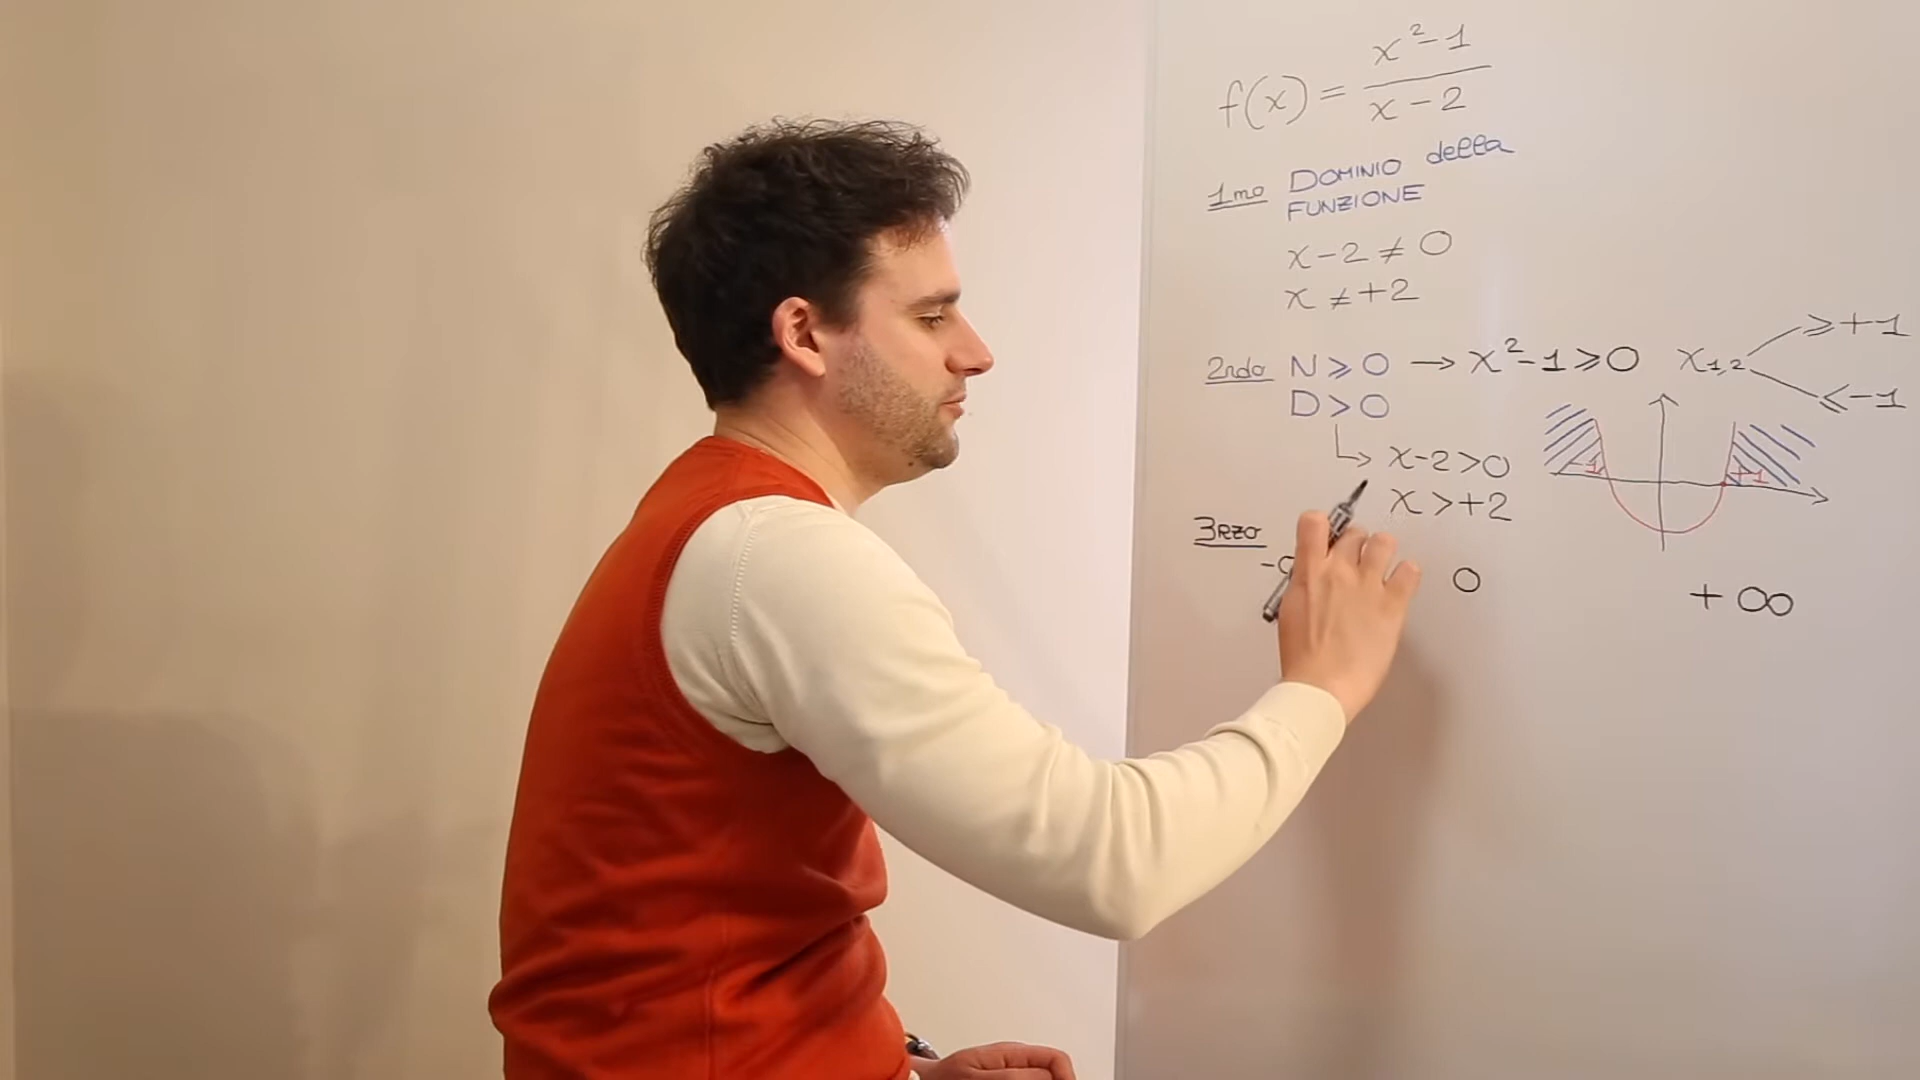 f(x) = x²-1 / x-2
1mo DOMINIO della
FUNZIONE
x-2 ≠ 0
x ≠ +2
2ndo N ⩾ 0 → x²-1 ⩾ 0 x1,2 ⩾+1
⩽-1
D > 0
x-2>0
-1 +1
x >+2
3rzo
0 +∞